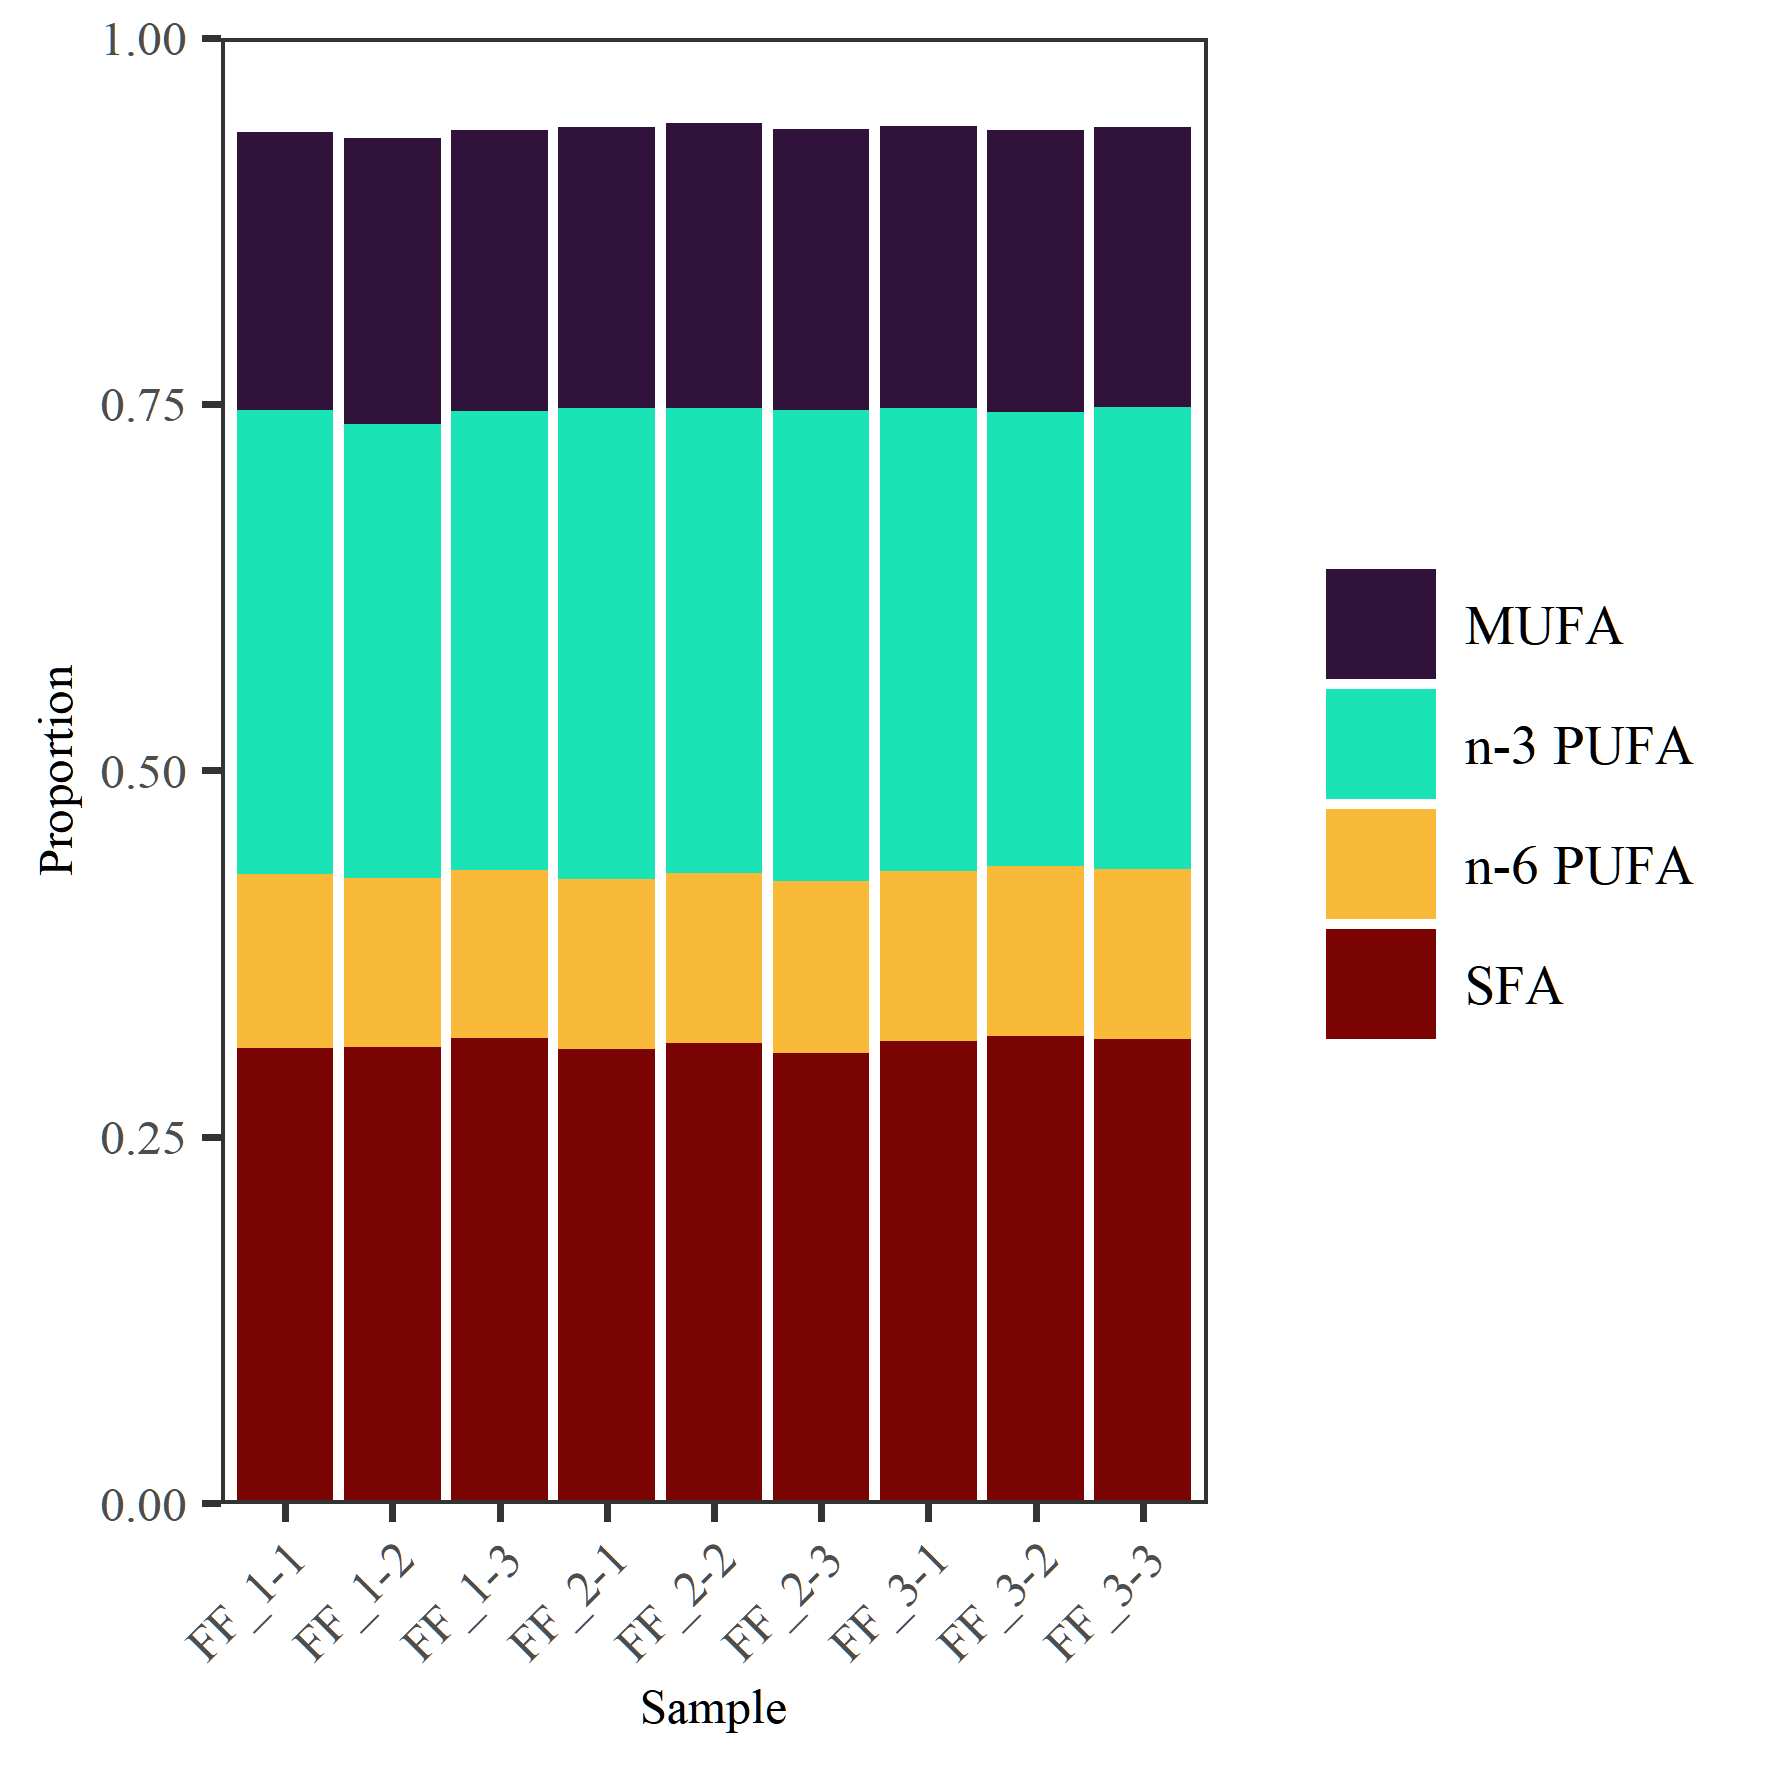 1.00
0.75
0.50
0.25
0.00
Proportion
FF_1-1
FF_1-2
FF_1-3
FF_2-1
FF_2-2
FF_2-3
FF_3-1
FF_3-2
FF_3-3
Sample
MUFA
n-3 PUFA
n-6 PUFA
SFA